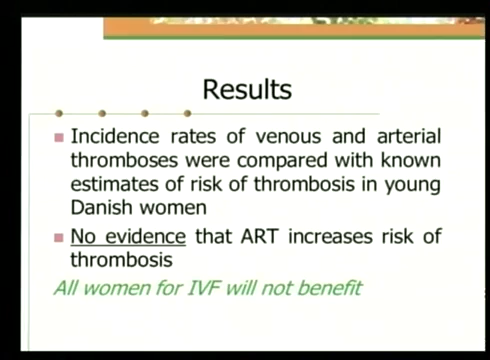 Results
Incidence rates of venous and arterial
thromboses were compared with known
estimates of risk of thrombosis in young
Danish women
No evidence that ART increases risk of
thrombosis
All women for IVF will not benefit